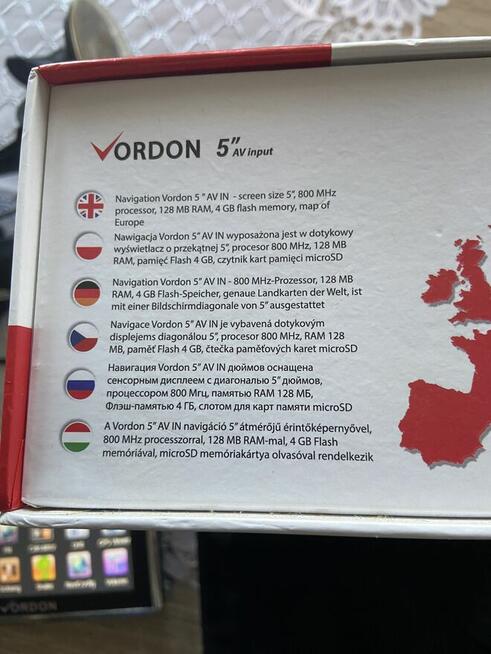 VORDON 5” AV input
Navigation Vordon 5 " AV IN - screen size 5", 800 MHz
processor, 128 MB RAM, 4 GB flash memory, map of
Europe
Nawigacja Vordon 5" AV IN wyposażona jest w dotykowy
wyświetlacz o przekątnej 5", procesor 800 MHz, 128 MB
RAM, pamięć Flash 4 GB, czytnik kart pamięci microSD
Navigation Vordon 5" AV IN - 800-MHz-Prozessor, 128 MB
RAM, 4 GB Flash-Speicher, genaue Landkarten der Welt, ist
mit einer Bildschirmdiagonale von 5" ausgestattet
Navigace Vordon 5" AV IN je vybavená dotykovým
displejems diagonálou 5", procesor 800 MHz, RAM 128
MB, paměť Flash 4 GB, čtečka paměťových karet microSD
Навигация Vordon 5" AV IN дюймов оснащена
сенсорным дисплеем с диагональю 5" дюймов,
процессором 800 Мгц, памятью RAM 128 МБ,
Флэш-памятью 4 ГБ, слотом для карт памяти microSD
A Vordon 5" AV IN navigáció 5" átmérőjű érintőképernyővel,
800 MHz processzorral, 128 MB RAM-mal, 4 GB Flash
memóriával, microSD memóriakártya olvasóval rendelkezik
VORDON